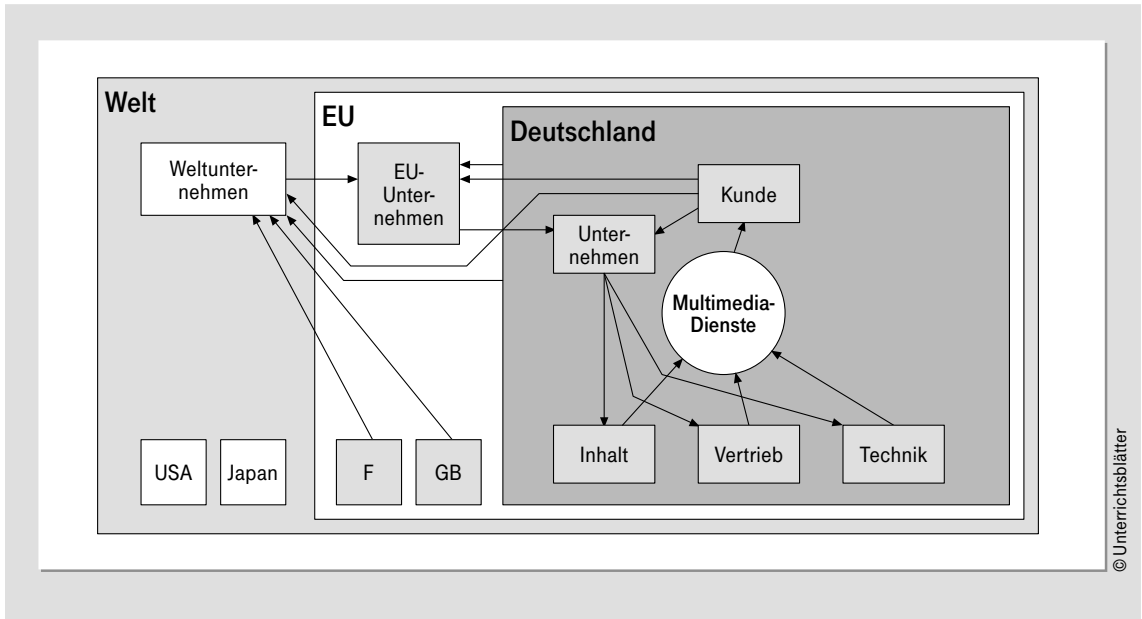 Welt
EU
Deutschland
Weltunter-
nehmen
EU-
Unter-
nehmen
Kunde
Unter-
nehmen
Multimedia-
Dienste
USA
Japan
F
GB
Inhalt
Vertrieb
Technik
© Unterrichtsblätter